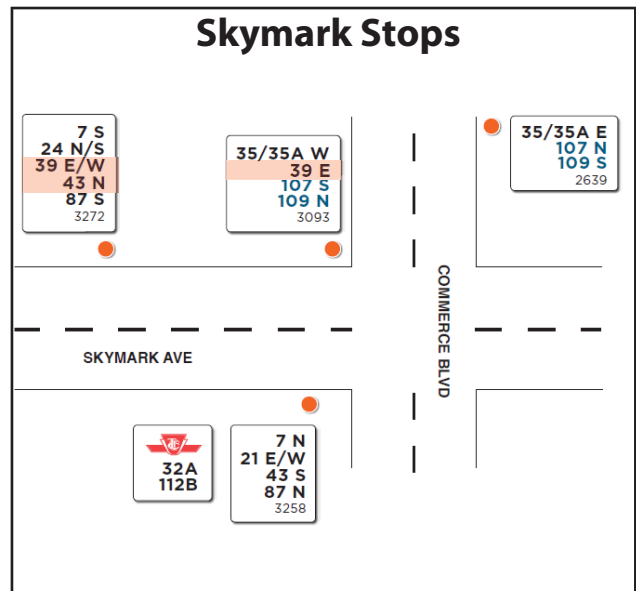 Skymark Stops
7 S
24 N/S
39 E/W
43 N
87 S
3272
35/35A W
39 E
107 S
109 N
3093
35/35A E
107 N
109 S
2639
COMMERCE BLVD
SKYMARK AVE
TTC
32A
112B
7 N
21 E/W
43 S
87 N
3258